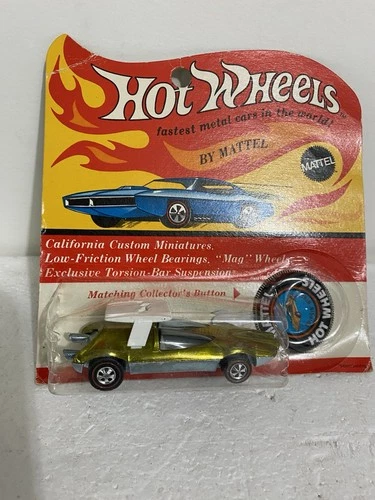 HOT WHEELS
fastest metal cars in the world!
BY MATTEL
MATTEL
California Custom Miniatures,
Low-Friction Wheel Bearings, "Mag" Wheels
Exclusive Torsion-Bar Suspension
Matching Collector's Button
HOT WHEELS
MATTEL